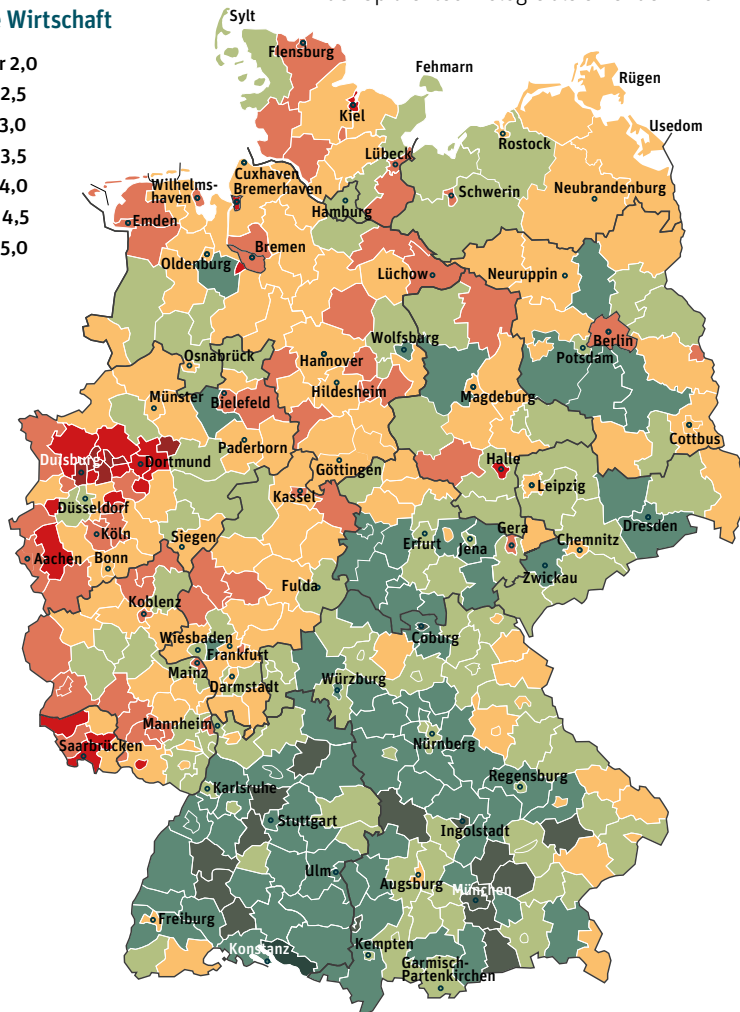 e Wirtschaft
r 2,0
2,5
3,0
3,5
4,0
4,5
5,0
Sylt
Flensburg
Fehmarn
Rügen
Kiel
Usedom
Lübeck
Rostock
Cuxhaven
Wilhelms-
haven
Bremerhaven
Schwerin
Neubrandenburg
Hamburg
Emden
Bremen
Oldenburg
Lüchow
Neuruppin
Wolfsburg
Berlin
Osnabrück
Hannover
Potsdam
Münster
Bielefeld
Hildesheim
Magdeburg
Cottbus
Paderborn
Duisburg
Dortmund
Göttingen
Halle
Kassel
Leipzig
Düsseldorf
Köln
Siegen
Erfurt
Jena
Gera
Chemnitz
Dresden
Aachen
Bonn
Zwickau
Fulda
Koblenz
Wiesbaden
Frankfurt
Coburg
Mainz
Darmstadt
Würzburg
Mannheim
Saarbrücken
Nürnberg
Regensburg
Karlsruhe
Stuttgart
Ingolstadt
Ulm
Augsburg
München
Freiburg
Konstanz
Kempten
Garmisch-
Partenkirchen